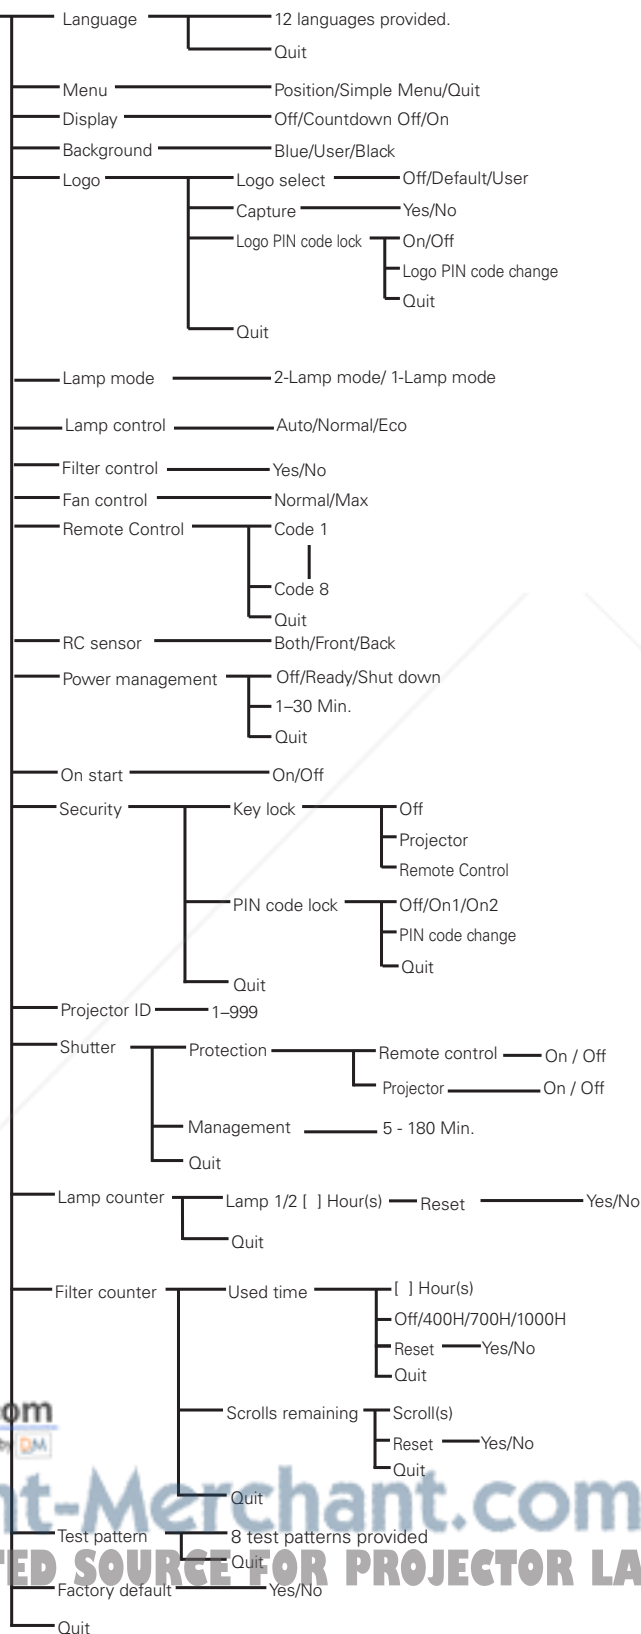 Language 12 languages provided.
Quit
Menu Position/Simple Menu/Quit
Display Off/Countdown Off/On
Background Blue/User/Black
Logo Logo select Off/Default/User
Capture Yes/No
Logo PIN code lock On/Off
Logo PIN code change
Quit
Quit
Lamp mode 2-Lamp mode/ 1-Lamp mode
Lamp control Auto/Normal/Eco
Filter control Yes/No
Fan control Normal/Max
Remote Control Code 1
Code 8
Quit
RC sensor Both/Front/Back
Power management Off/Ready/Shut down
1–30 Min.
Quit
On start On/Off
Security Key lock Off
Projector
Remote Control
PIN code lock Off/On1/On2
PIN code change
Quit
Quit
Projector ID 1–999
Shutter Protection Remote control On / Off
Projector On / Off
Management 5 - 180 Min.
Quit
Lamp counter Lamp 1/2 [ ] Hour(s) Reset Yes/No
Quit
Filter counter Used time [ ] Hour(s)
Off/400H/700H/1000H
Reset Yes/No
Quit
Scrolls remaining Scroll(s)
om
Reset Yes/No
by DM
Quit
Quit
nt-Merchant.com
Test pattern 8 test patterns provided
Quit
TED SOURCE FOR PROJECTOR LA
Factory default Yes/No
Quit